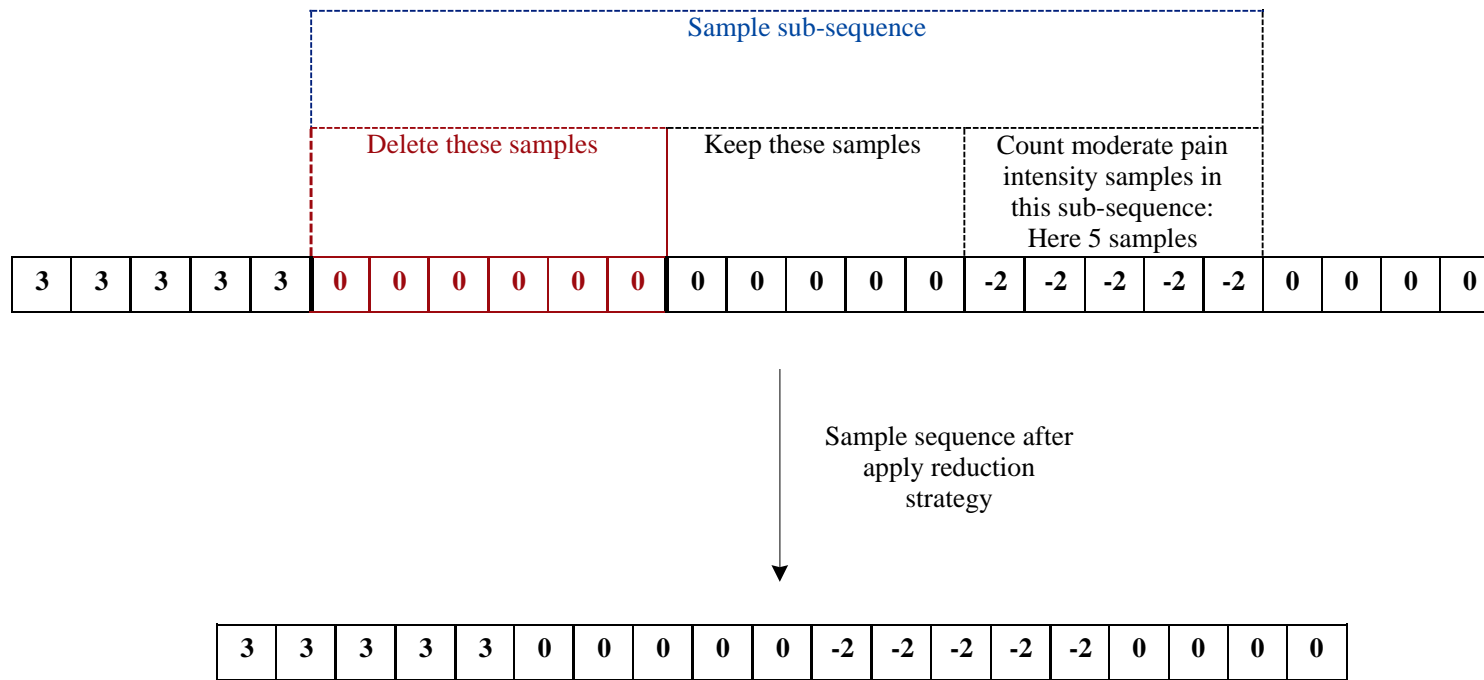 Sample sub-sequence
Delete these samples
Keep these samples
Count moderate pain
intensity samples in
this sub-sequence:
Here 5 samples
3 3 3 3 3 0 0 0 0 0 0 0 0 0 0 0 -2 -2 -2 -2 -2 0 0 0 0
Sample sequence after
apply reduction
strategy
3 3 3 3 3 0 0 0 0 0 -2 -2 -2 -2 -2 0 0 0 0